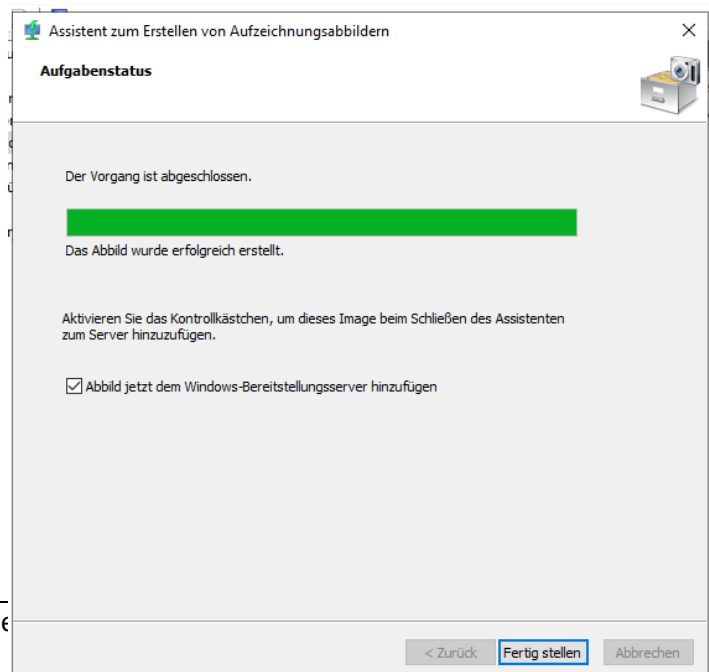 Assistent zum Erstellen von Aufzeichnungsabbildern
Aufgabenstatus
Der Vorgang ist abgeschlossen.
Das Abbild wurde erfolgreich erstellt.
Aktivieren Sie das Kontrollkästchen, um dieses Image beim Schließen des Assistenten
zum Server hinzuzufügen.
Abbild jetzt dem Windows-Bereitstellungsserver hinzufügen
< Zurück Fertig stellen Abbrechen